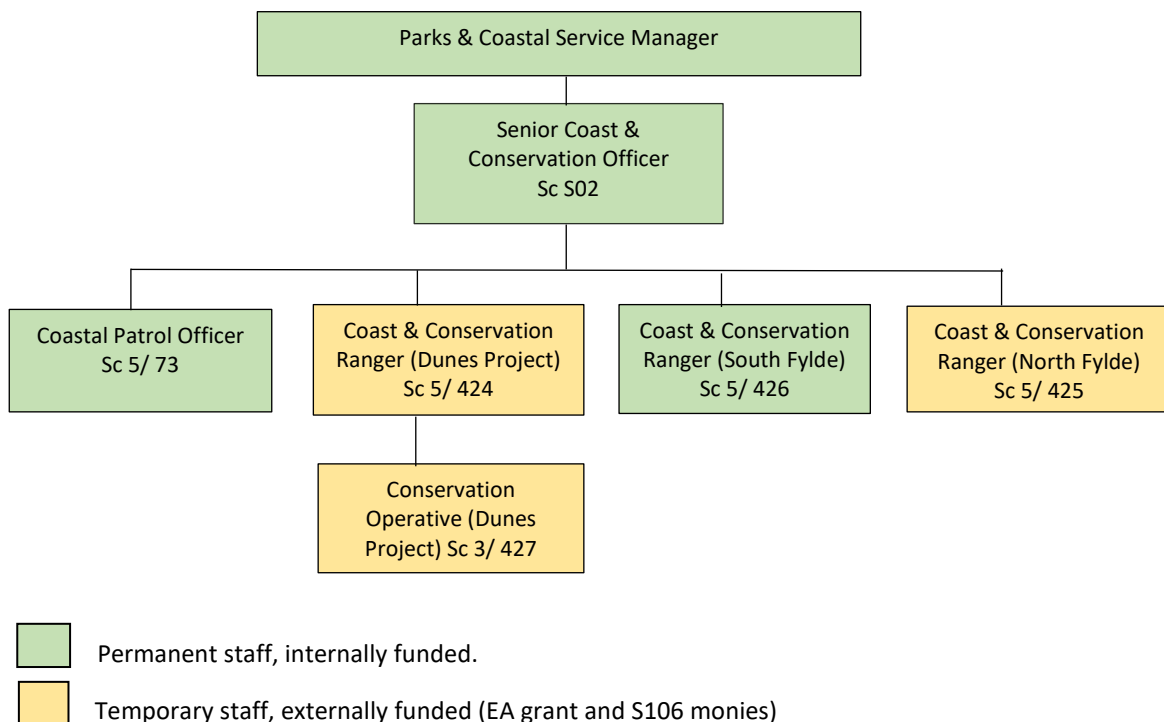 Parks & Coastal Service Manager
Senior Coast &
Conservation Officer
Sc S02
Coastal Patrol Officer
Sc 5/ 73
Coast & Conservation
Ranger (Dunes Project)
Sc 5/ 424
Coast & Conservation
Ranger (South Fylde)
Sc 5/ 426
Coast & Conservation
Ranger (North Fylde)
Sc 5/ 425
Conservation
Operative (Dunes
Project) Sc 3/ 427
Permanent staff, internally funded.
Temporary staff, externally funded (EA grant and S106 monies)